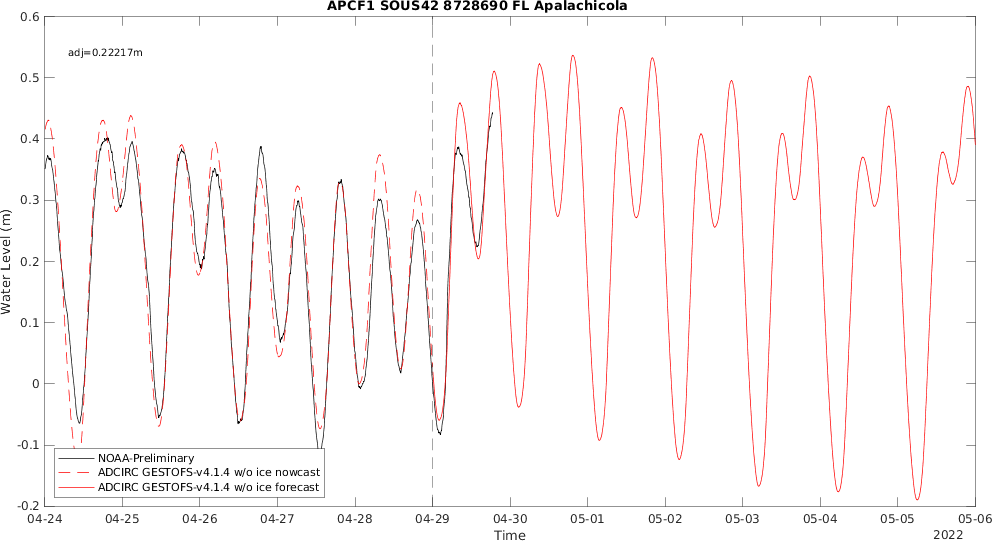 APCF1 SOUS42 8728690 FL Apalachicola
0.6
adj=0.22217m
0.5
0.4
0.3
0.2
0.1
0
-0.1
-0.2
Water Level (m)
NOAA-Preliminary
ADCIRC GESTOFS-v4.1.4 w/o ice nowcast
ADCIRC GESTOFS-v4.1.4 w/o ice forecast
04-24 04-25 04-26 04-27 04-28 04-29 04-30 05-01 05-02 05-03 05-04 05-05 05-06
Time
2022